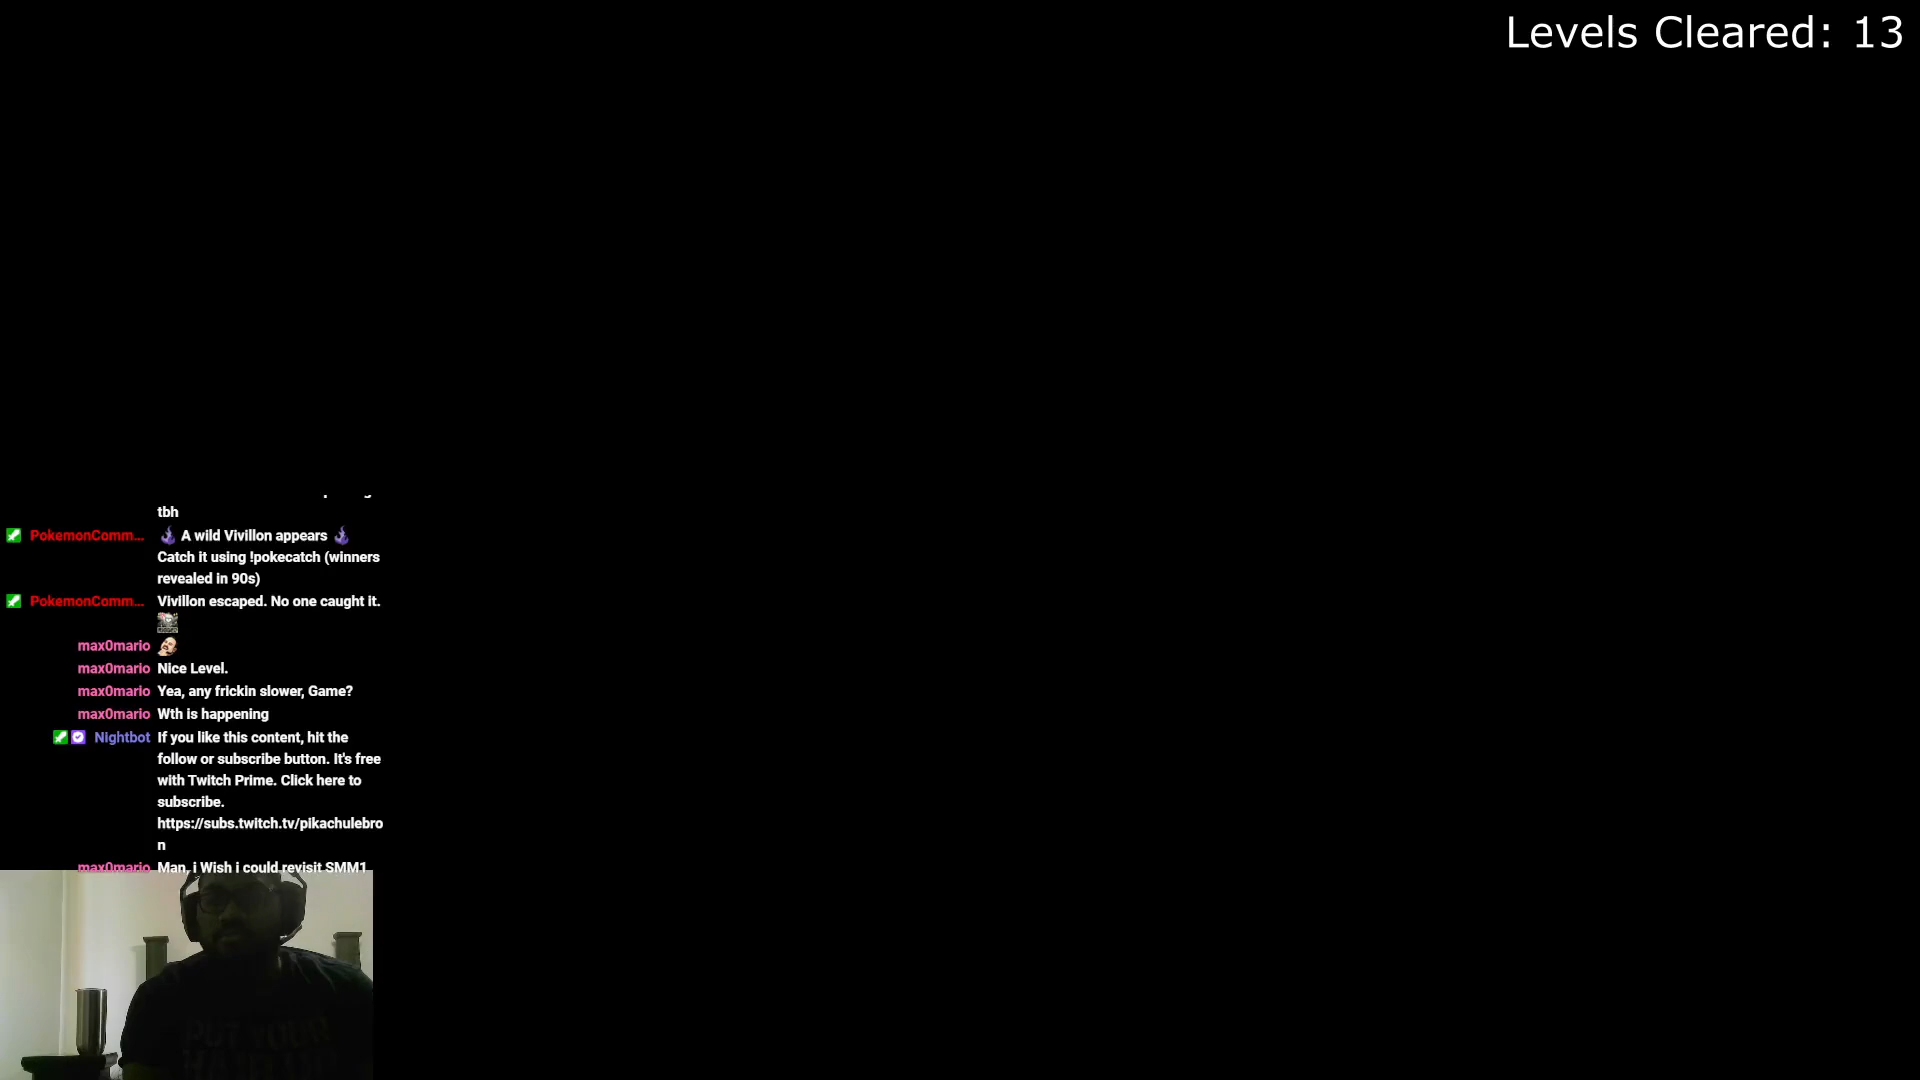 Levels Cleared: 13
tbh
PokemonComm... A wild Vivillon appears
Catch it using !pokecatch (winners
revealed in 90s)
PokemonComm... Vivillon escaped. No one caught it.
max0mario
max0mario Nice Level.
max0mario Yea, any frickin slower, Game?
max0mario Wth is happening
Nightbot If you like this content, hit the
follow or subscribe button. It's free
with Twitch Prime. Click here to
subscribe.
https://subs.twitch.tv/pikachulebro
n
max0mario Man, i Wish i could revisit SMM1
PUT YOUR